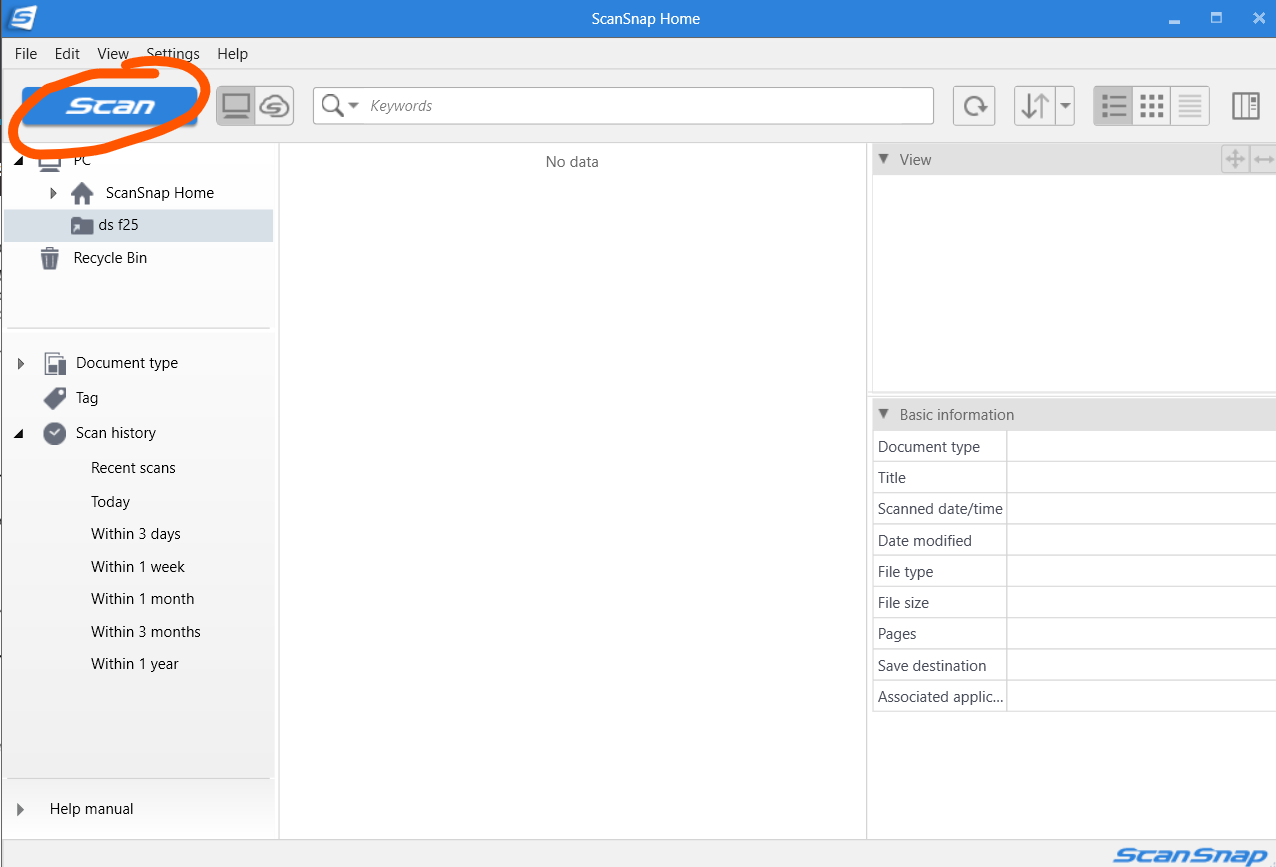 ScanSnap Home
File Edit View Settings Help
Scan
Keywords
PC
ScanSnap Home
ds f25
Recycle Bin
Document type
Tag
Scan history
Recent scans
Today
Within 3 days
Within 1 week
Within 1 month
Within 3 months
Within 1 year
Help manual
No data
View
Basic information
Document type
Title
Scanned date/time
Date modified
File type
File size
Pages
Save destination
Associated applic...
ScanSnap